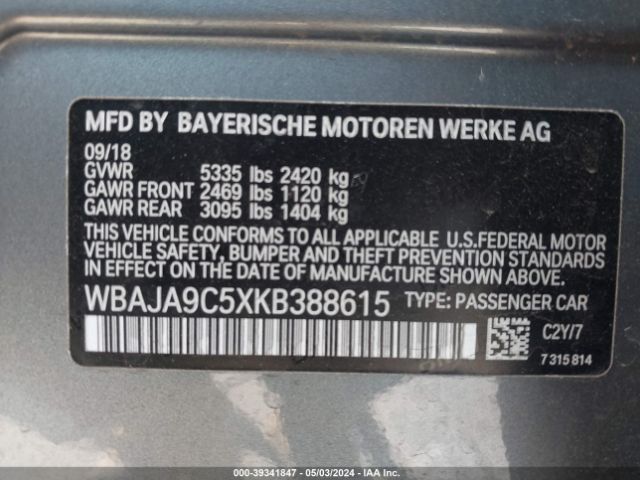 MFD BY BAYERISCHE MOTOREN WERKE AG
09/18
GVWR 5335 lbs 2420 kg
GAWR FRONT 2469 lbs 1120 kg
GAWR REAR 3095 lbs 1404 kg
THIS VEHICLE CONFORMS TO ALL APPLICABLE U.S.FEDERAL MOTOR
VEHICLE SAFETY, BUMPER AND THEFT PREVENTION STANDARDS
IN EFFECT ON THE DATE OF MANUFACTURE SHOWN ABOVE.
WBAJA9C5XKB388615 TYPE: PASSENGER CAR
C2Y/7
7 315 814
000-39341847 - 05/03/2024 - IAA Inc.